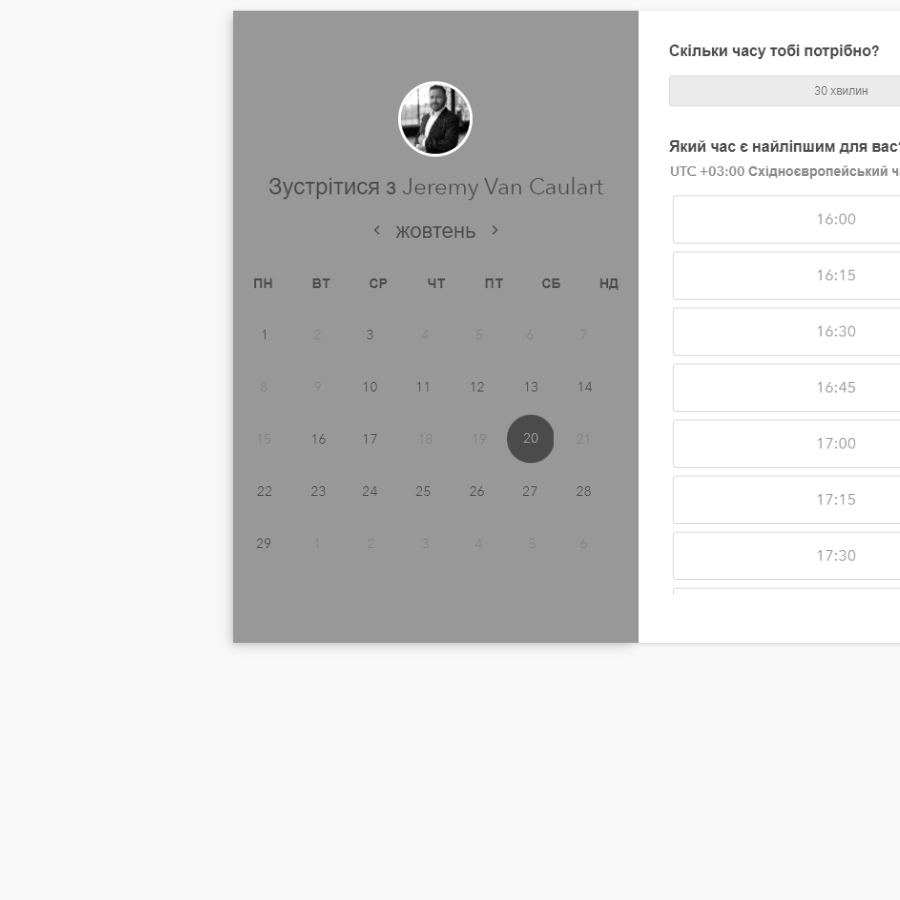 Зустрітися з Jeremy Van Caulart
‹ жовтень ›
ПН ВТ СР ЧТ ПТ СБ НД
1 2 3 4 5 6 7
8 9 10 11 12 13 14
15 16 17 18 19 20 21
22 23 24 25 26 27 28
29 1 2 3 4 5 6
Скільки часу тобі потрібно?
30 хвилин
Який час є найліпшим для вас?
UTC +03:00 Східноєвропейський
16:00
16:15
16:30
16:45
17:00
17:15
17:30